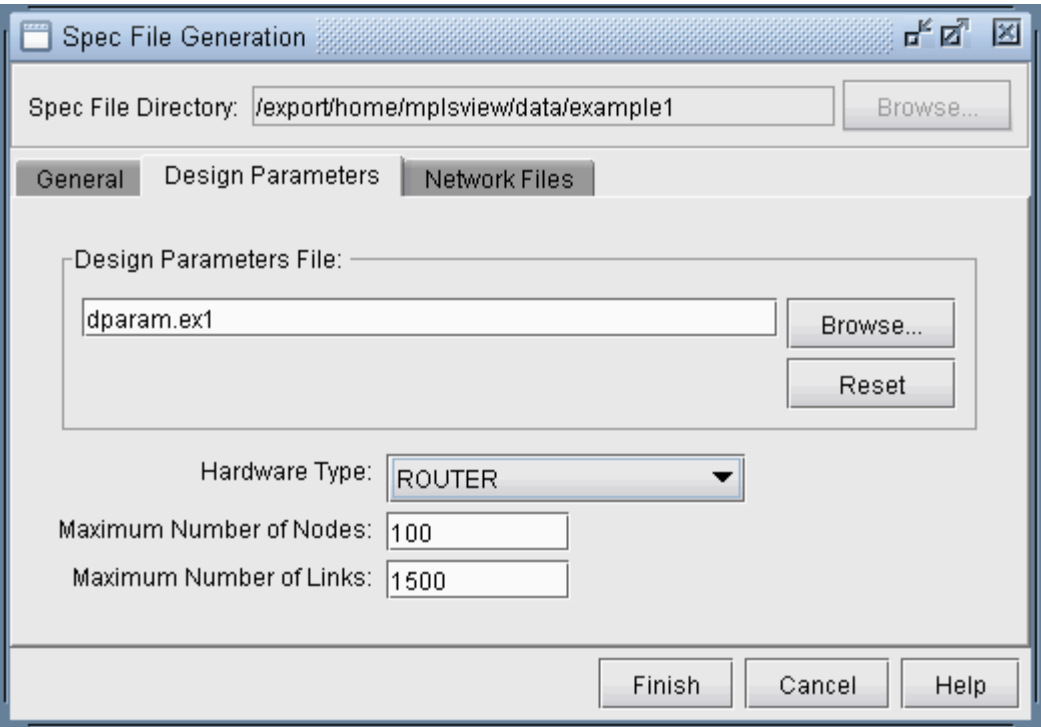 Spec File Generation
Spec File Directory: /export/home/mplsview/data/example1 Browse...
General Design Parameters Network Files
Design Parameters File:
dparam.ex1 Browse...
Reset
Hardware Type: ROUTER
Maximum Number of Nodes: 100
Maximum Number of Links: 1500
Finish Cancel Help